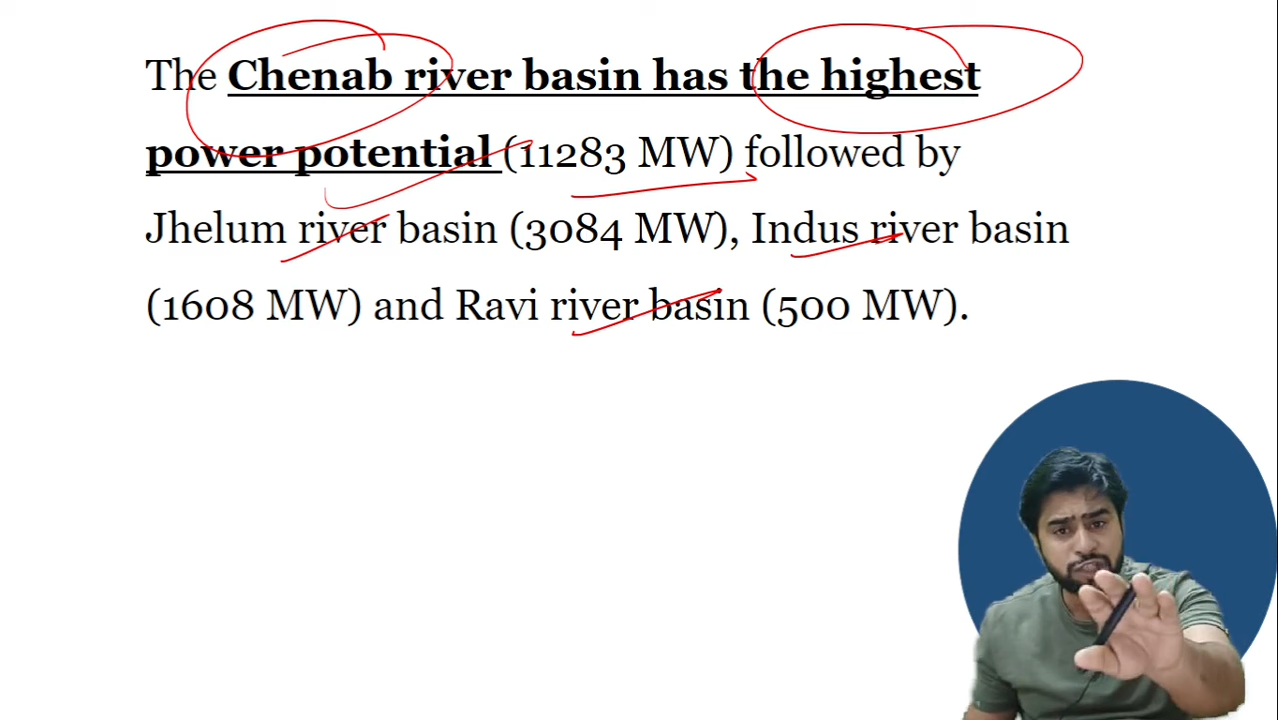 The Chenab river basin has the highest
power potential (11283 MW) followed by
Jhelum river basin (3084 MW), Indus river basin
(1608 MW) and Ravi river basin (500 MW).